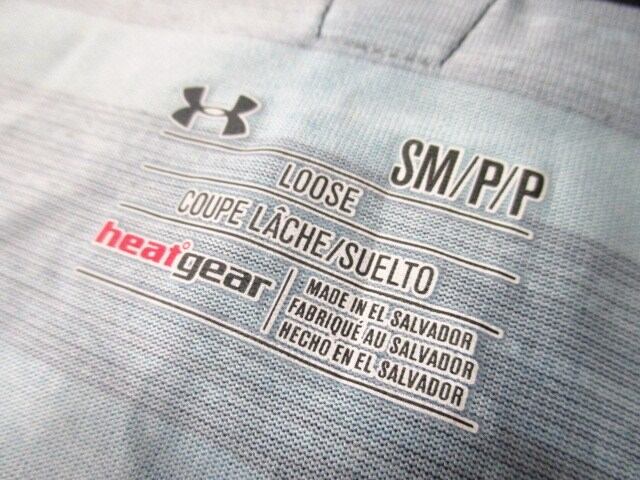 SM/P/P
LOOSE
COUPE LÂCHE/SUELTO
heatgear
MADE IN EL SALVADOR
FABRIQUÉ AU SALVADOR
HECHO EN EL SALVADOR